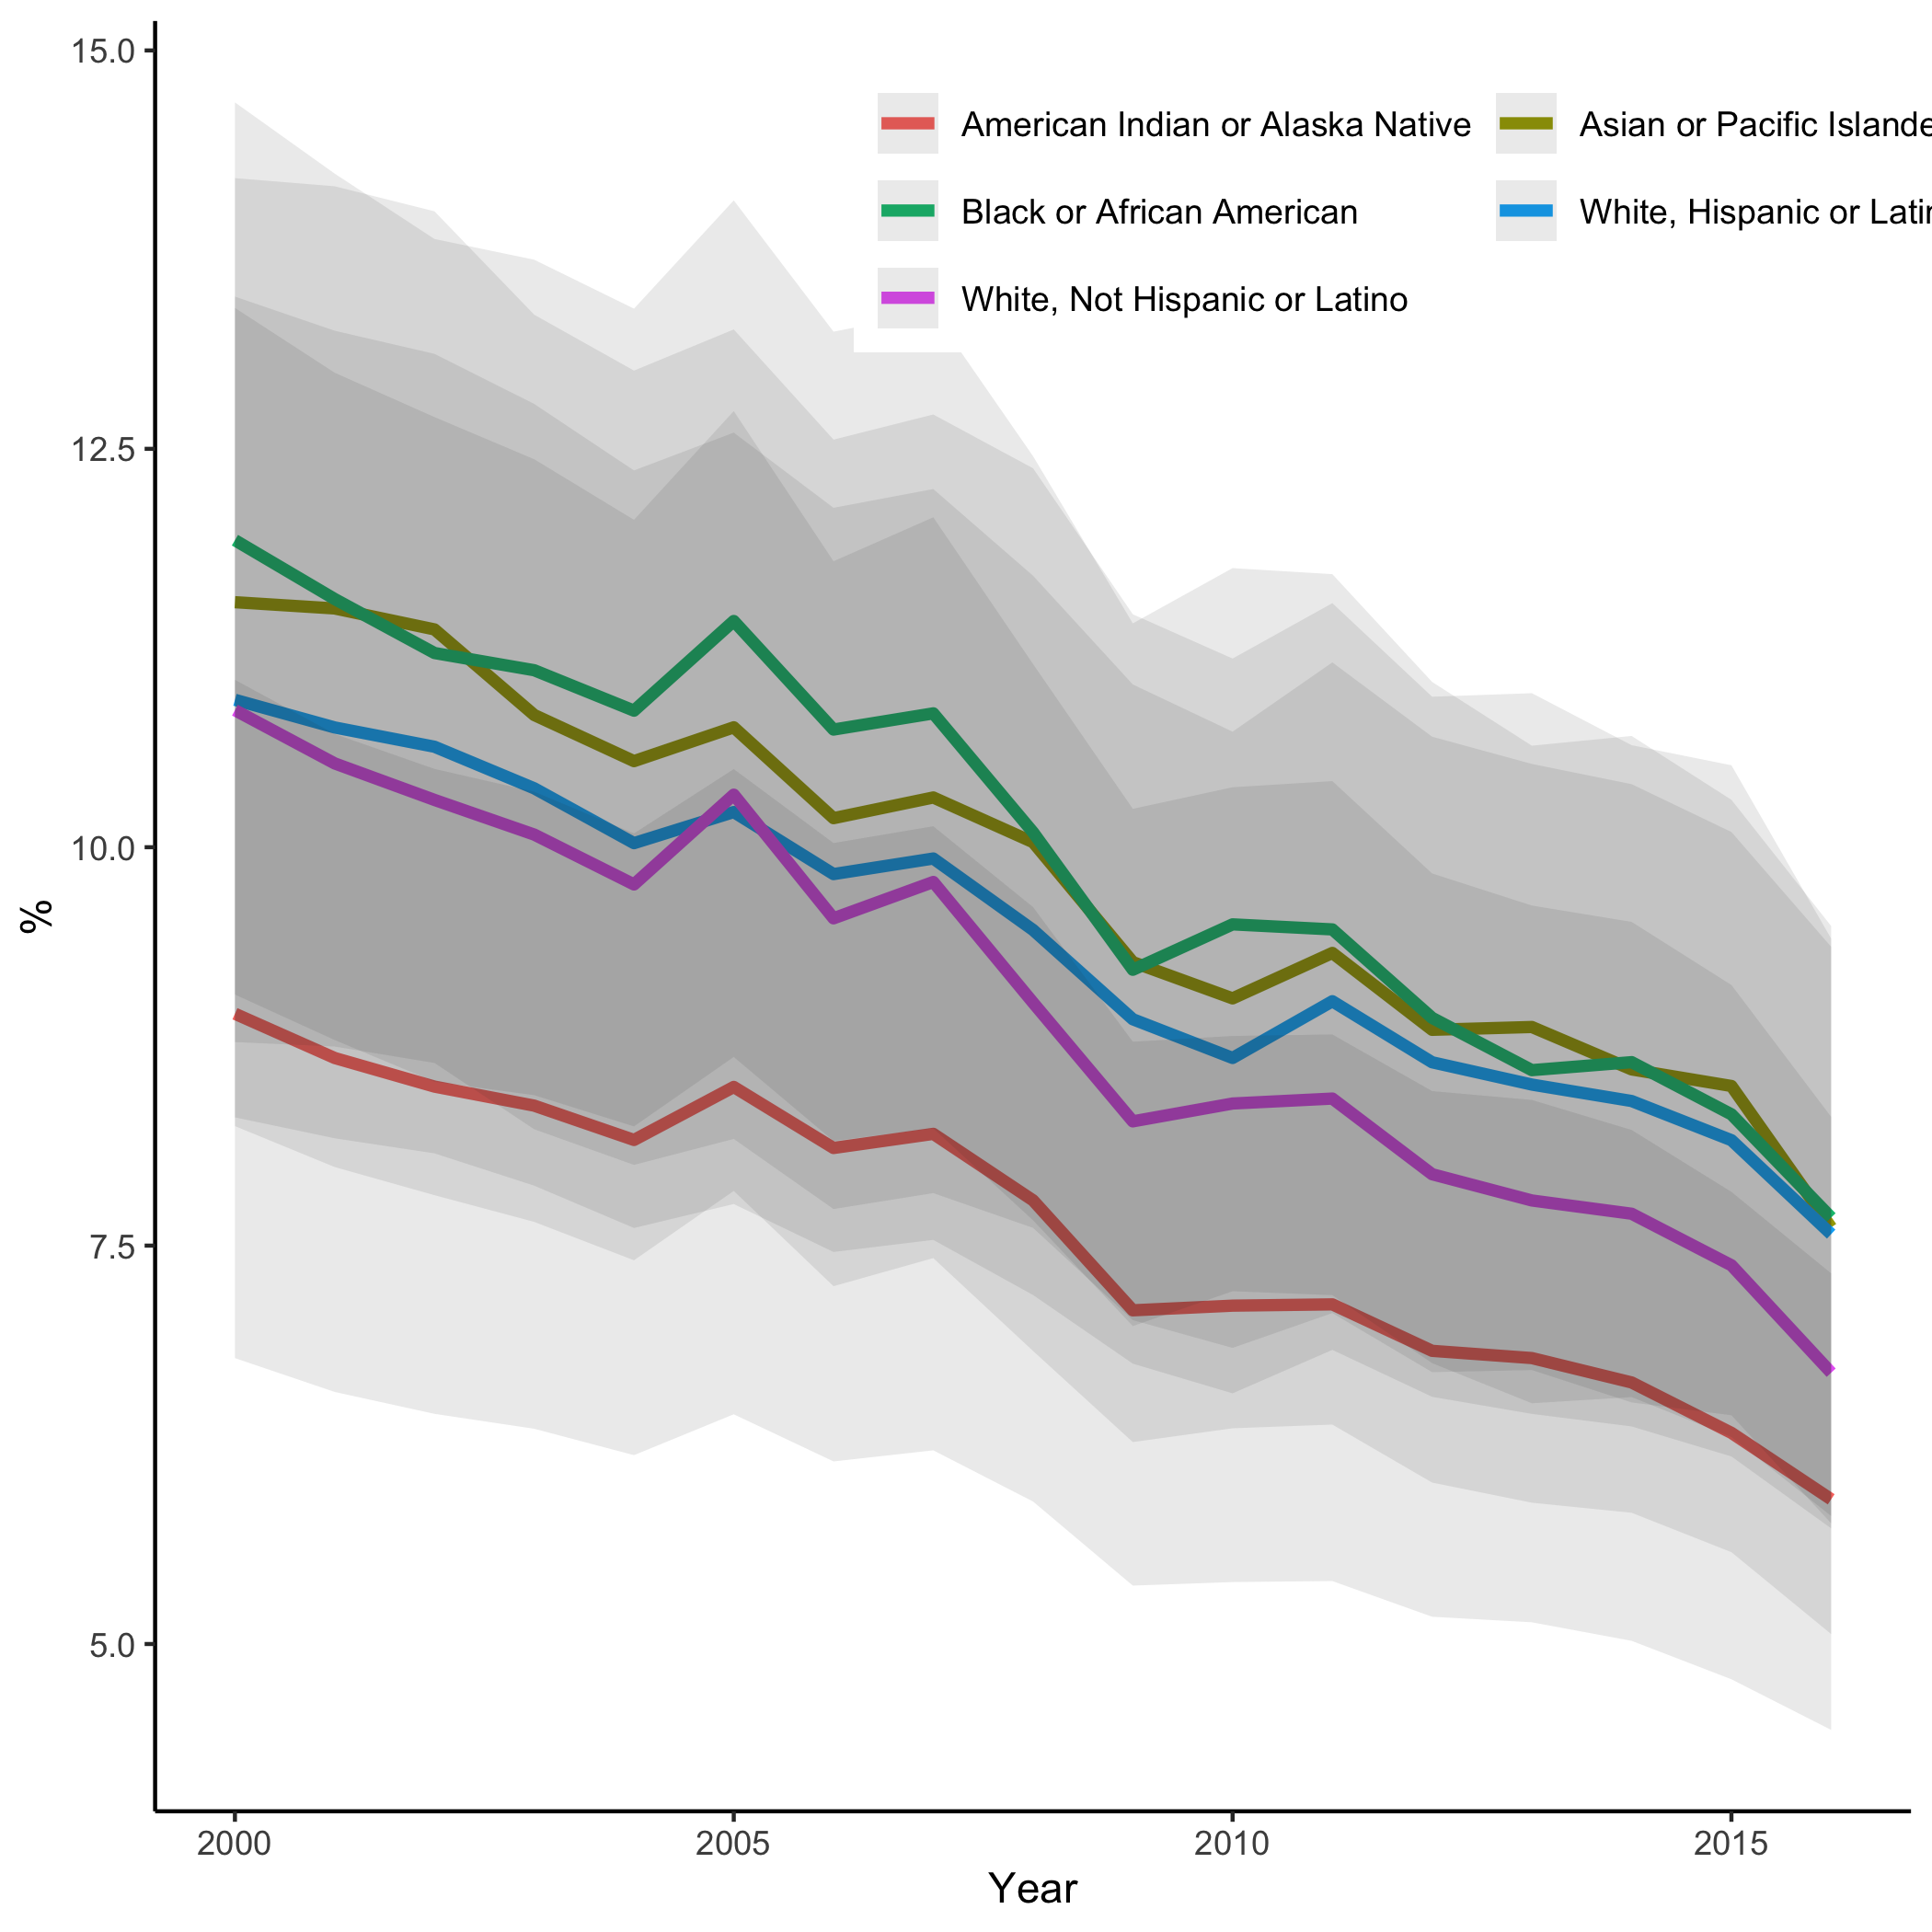 15.0
12.5
10.0
7.5
5.0
%
American Indian or Alaska Native
Asian or Pacific Islande
Black or African American
White, Hispanic or Lati
White, Not Hispanic or Latino
2000 2005 2010 2015
Year